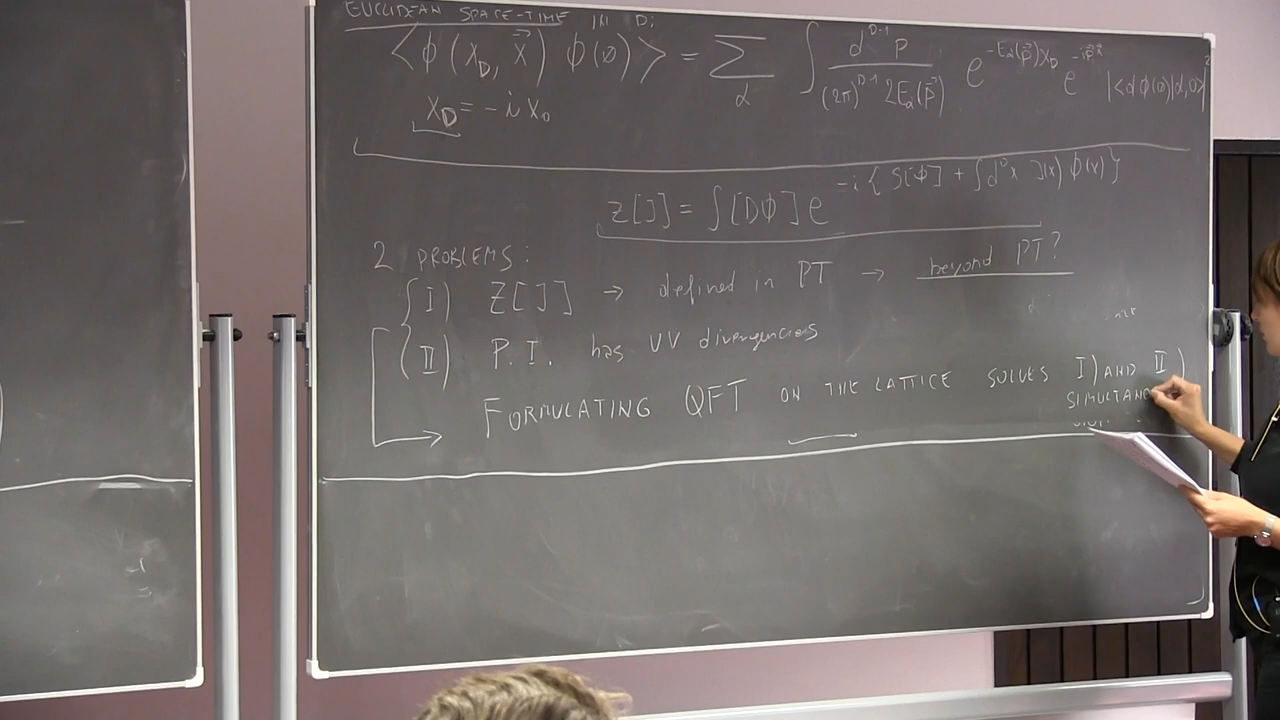 EUCLIDEAN SPACE-TIME IN D:
⟨ϕ(x_D, x⃗) ϕ(0)⟩ = ∑_α ∫ d^{D-1}p / (2π)^{D-1} 2E_α(p⃗) e^{-E_α(p⃗)x_D} e^{-ip⃗x⃗} |<α|ϕ(0)|α,0>|²
x_D = -i x_0
Z[J] = ∫[Dϕ] e^{-i{S[ϕ] + ∫d^Dx J(x) ϕ(x)}}
2 PROBLEMS:
I) Z[J] → defined in PT → beyond PT?
II) P.I. has UV divergencies
→ FORMULATING QFT ON THE LATTICE SOLVES I) AND II)
SIMULTANE